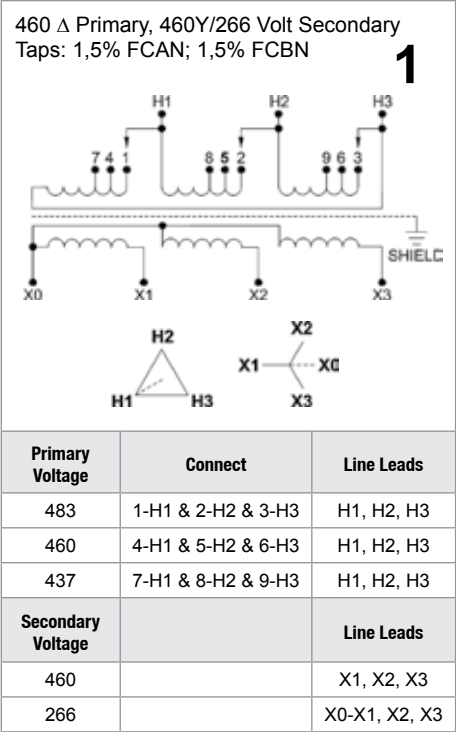 460 Δ Primary, 460Y/266 Volt Secondary
Taps: 1,5% FCAN; 1,5% FCBN
1
H1 H2 H3
7 4 1 8 5 2 9 6 3
SHIELD
X0 X1 X2 X3
H2
H1 H3
X2
X1 X0
X3
Primary Voltage Connect Line Leads
483 1-H1 & 2-H2 & 3-H3 H1, H2, H3
460 4-H1 & 5-H2 & 6-H3 H1, H2, H3
437 7-H1 & 8-H2 & 9-H3 H1, H2, H3
Secondary Voltage Line Leads
460 X1, X2, X3
266 X0-X1, X2, X3